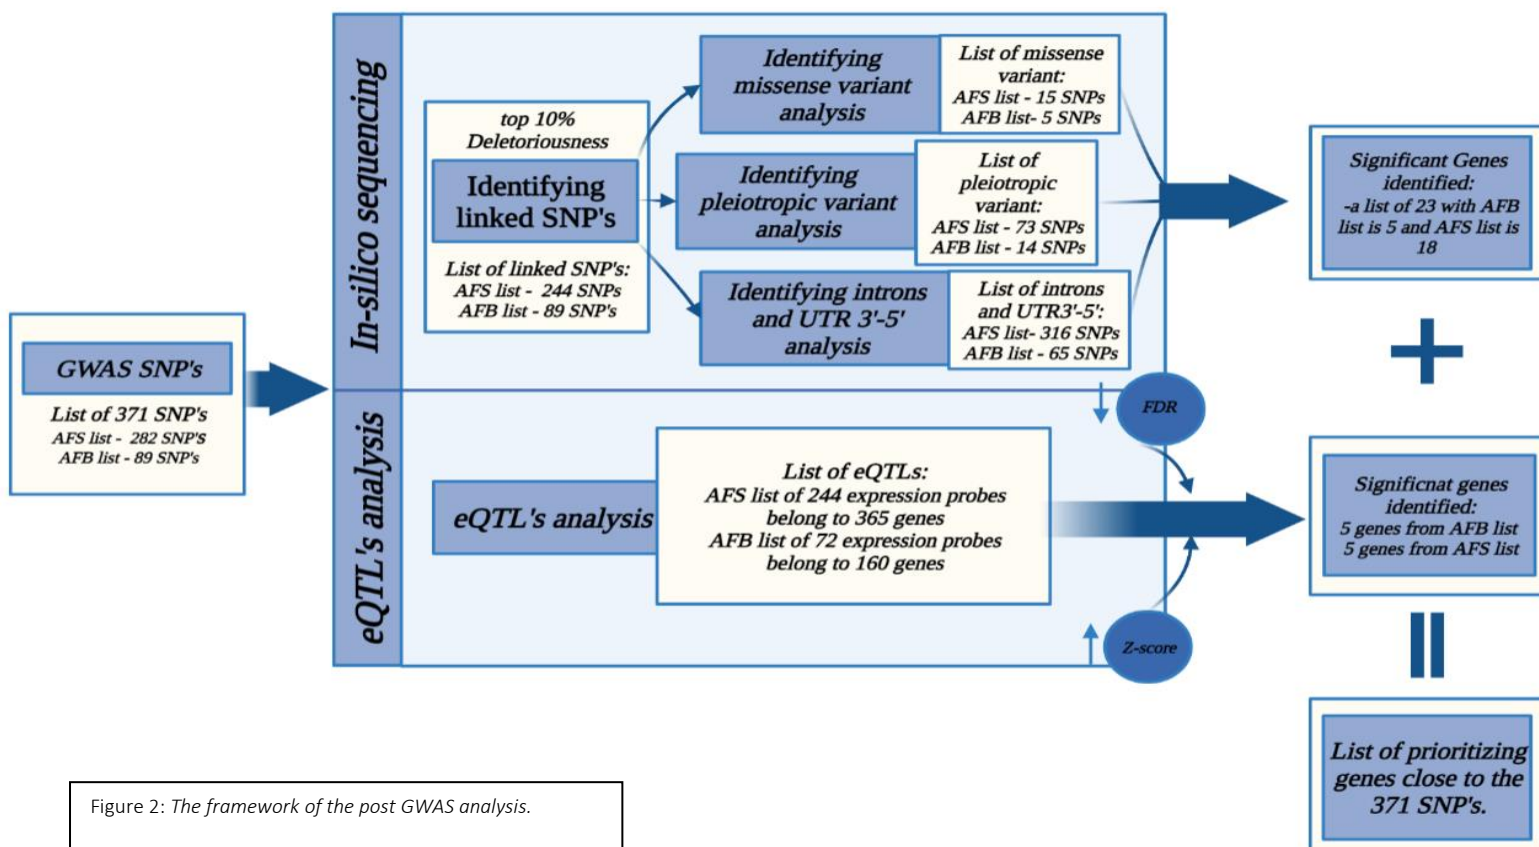 GWAS SNP's
List of 371 SNP's
AFS list -  282 SNP's
AFB list - 89 SNP's
In-silico sequencing
top 10%
Deletoriousness
Identifying
linked SNP's
List of linked SNP's:
AFS list -  244 SNPs
AFB list - 89 SNP's
Identifying
missense variant
analysis
List of missense
variant:
AFS list - 15 SNPs
AFB list- 5 SNPs
Identifying
pleiotropic variant
analysis
List of
pleiotropic
variant:
AFS list - 73 SNPs
AFB list - 14 SNPs
Identifying introns
and UTR 3'-5'
analysis
List of introns
and UTR3'-5':
AFS list- 316 SNPs
AFB list - 65 SNPs
Significant Genes
identified:
-a list of 23 with AFB
list is 5 and AFS list is
18
eQTL's analysis
eQTL's analysis
List of eQTLs:
AFS list of 244 expression probes
belong to 365 genes
AFB list of 72 expression probes
belong to 160 genes
FDR
Z-score
Significnat genes
identified:
5 genes from AFB list
5 genes from AFS list
List of prioritizing
genes close to the
371 SNP's.
Figure 2: The framework of the post GWAS analysis.